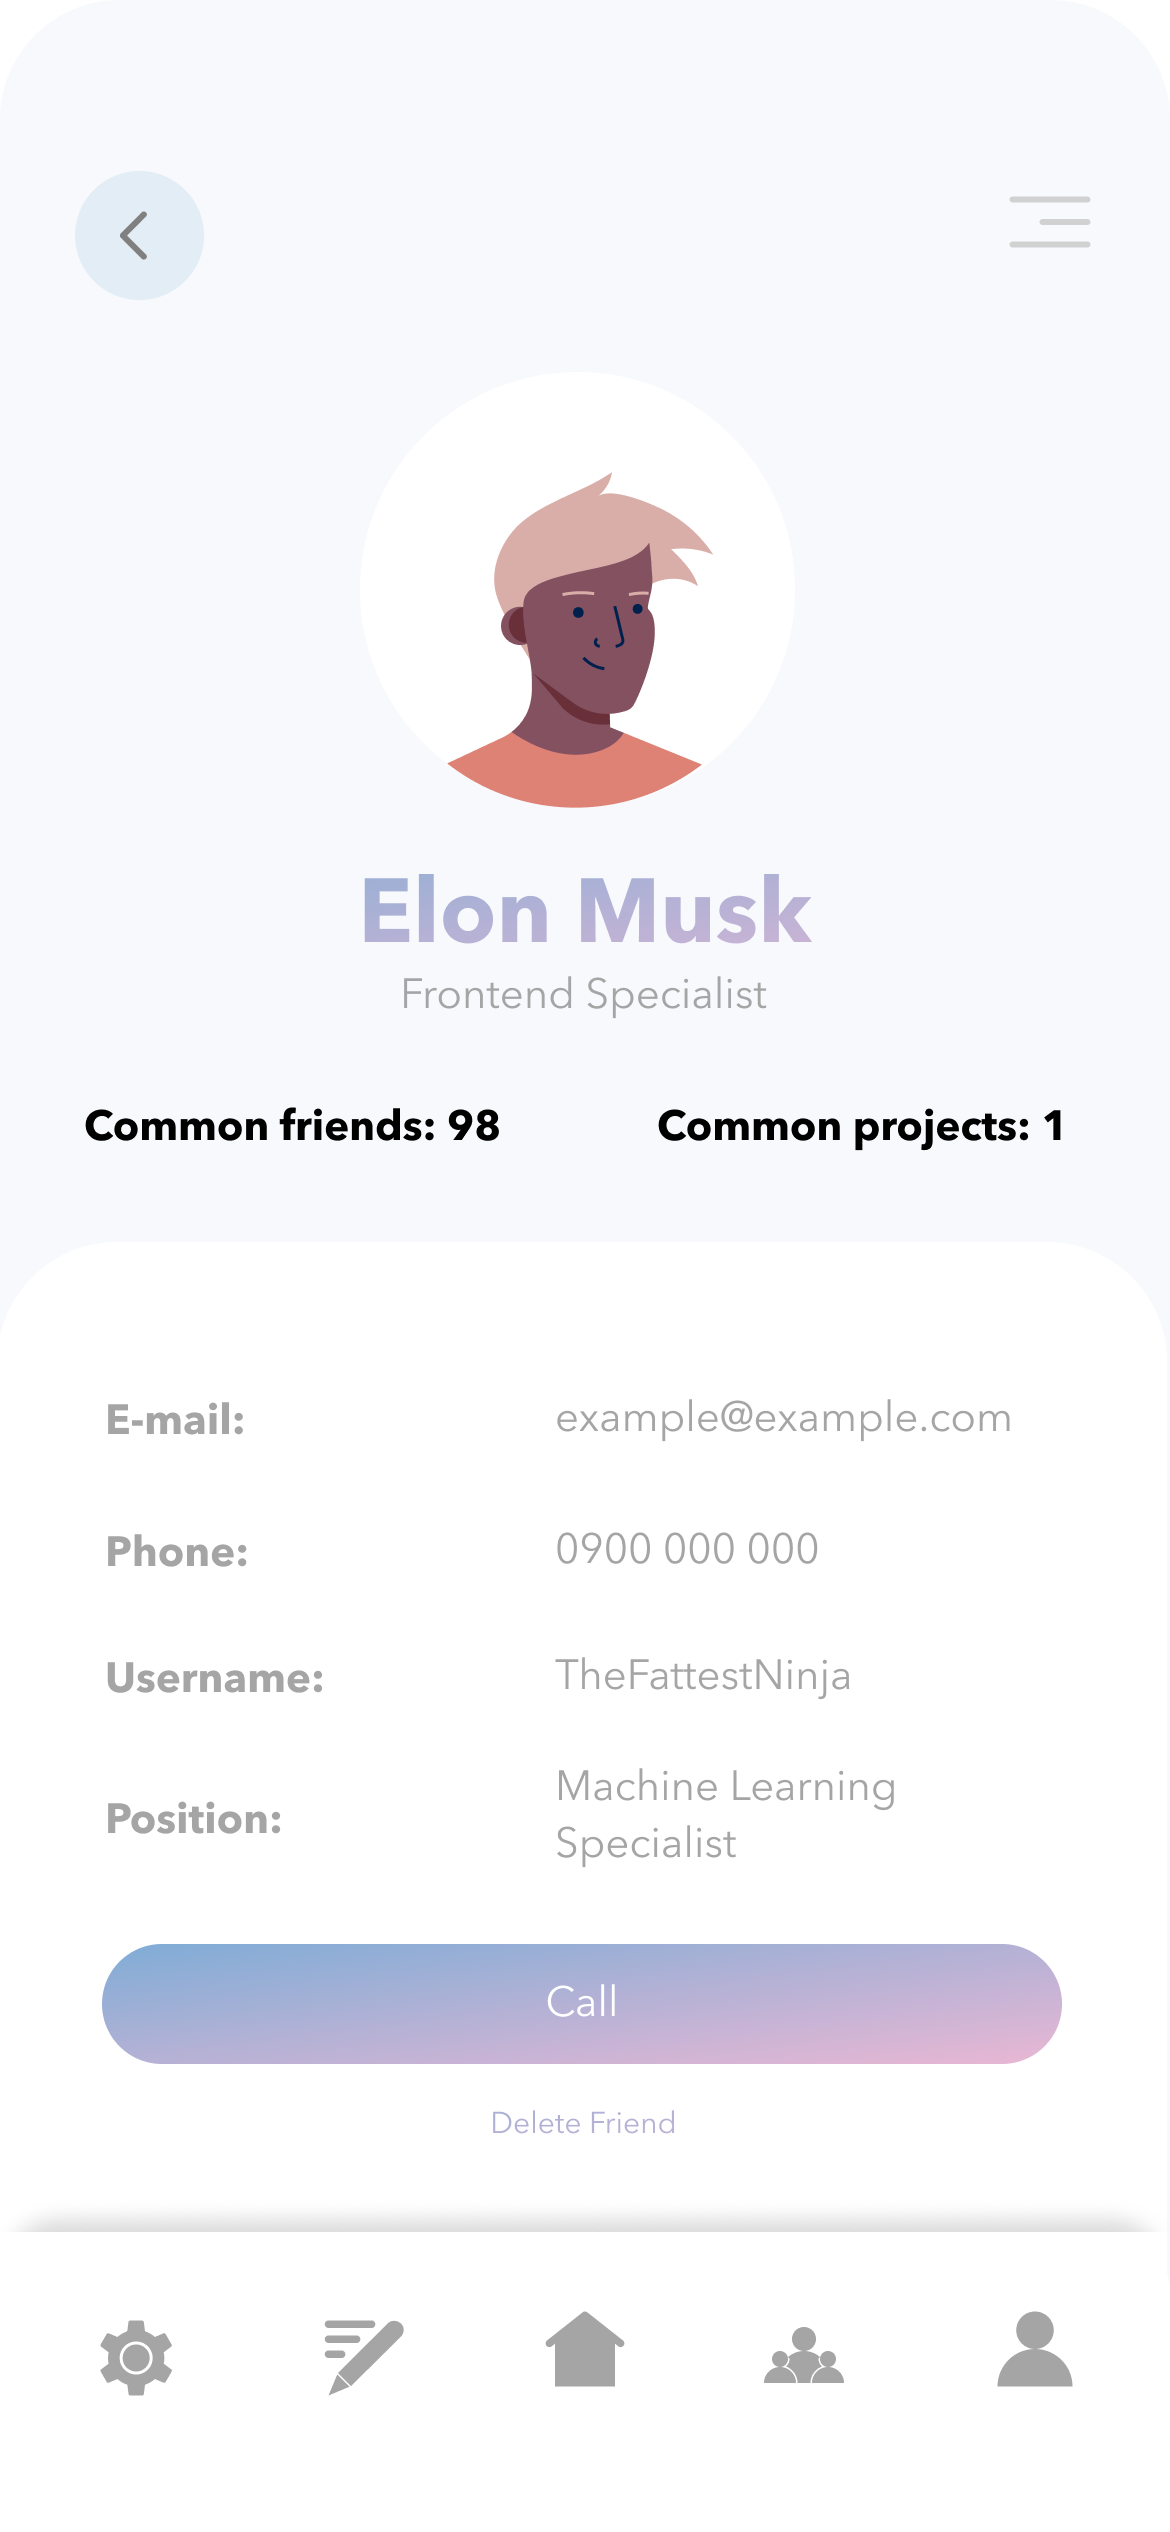 Elon Musk
Frontend Specialist
Common friends: 98
Common projects: 1
E-mail:
example@example.com
Phone:
0900 000 000
Username:
TheFattestNinja
Position:
Machine Learning
Specialist
Call
Delete Friend